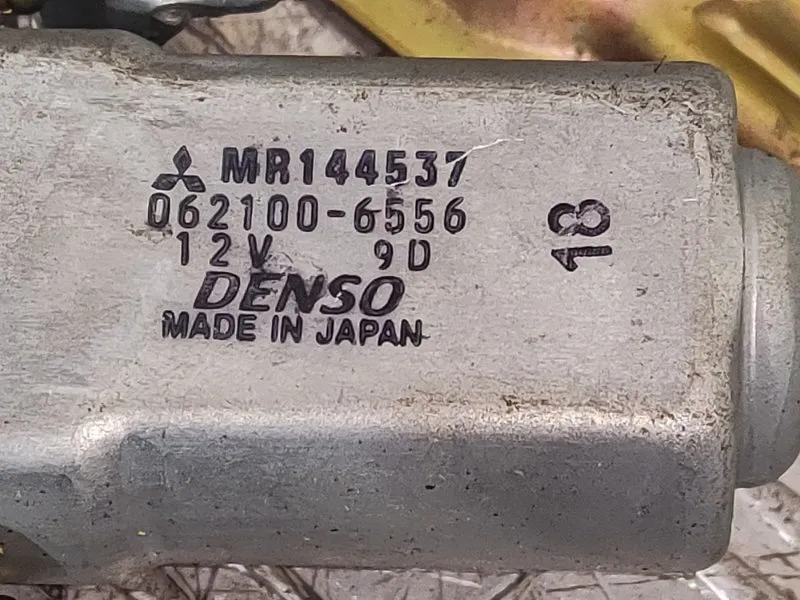 MR144537
062100-6556
12V 9D
DENSO
MADE IN JAPAN
18